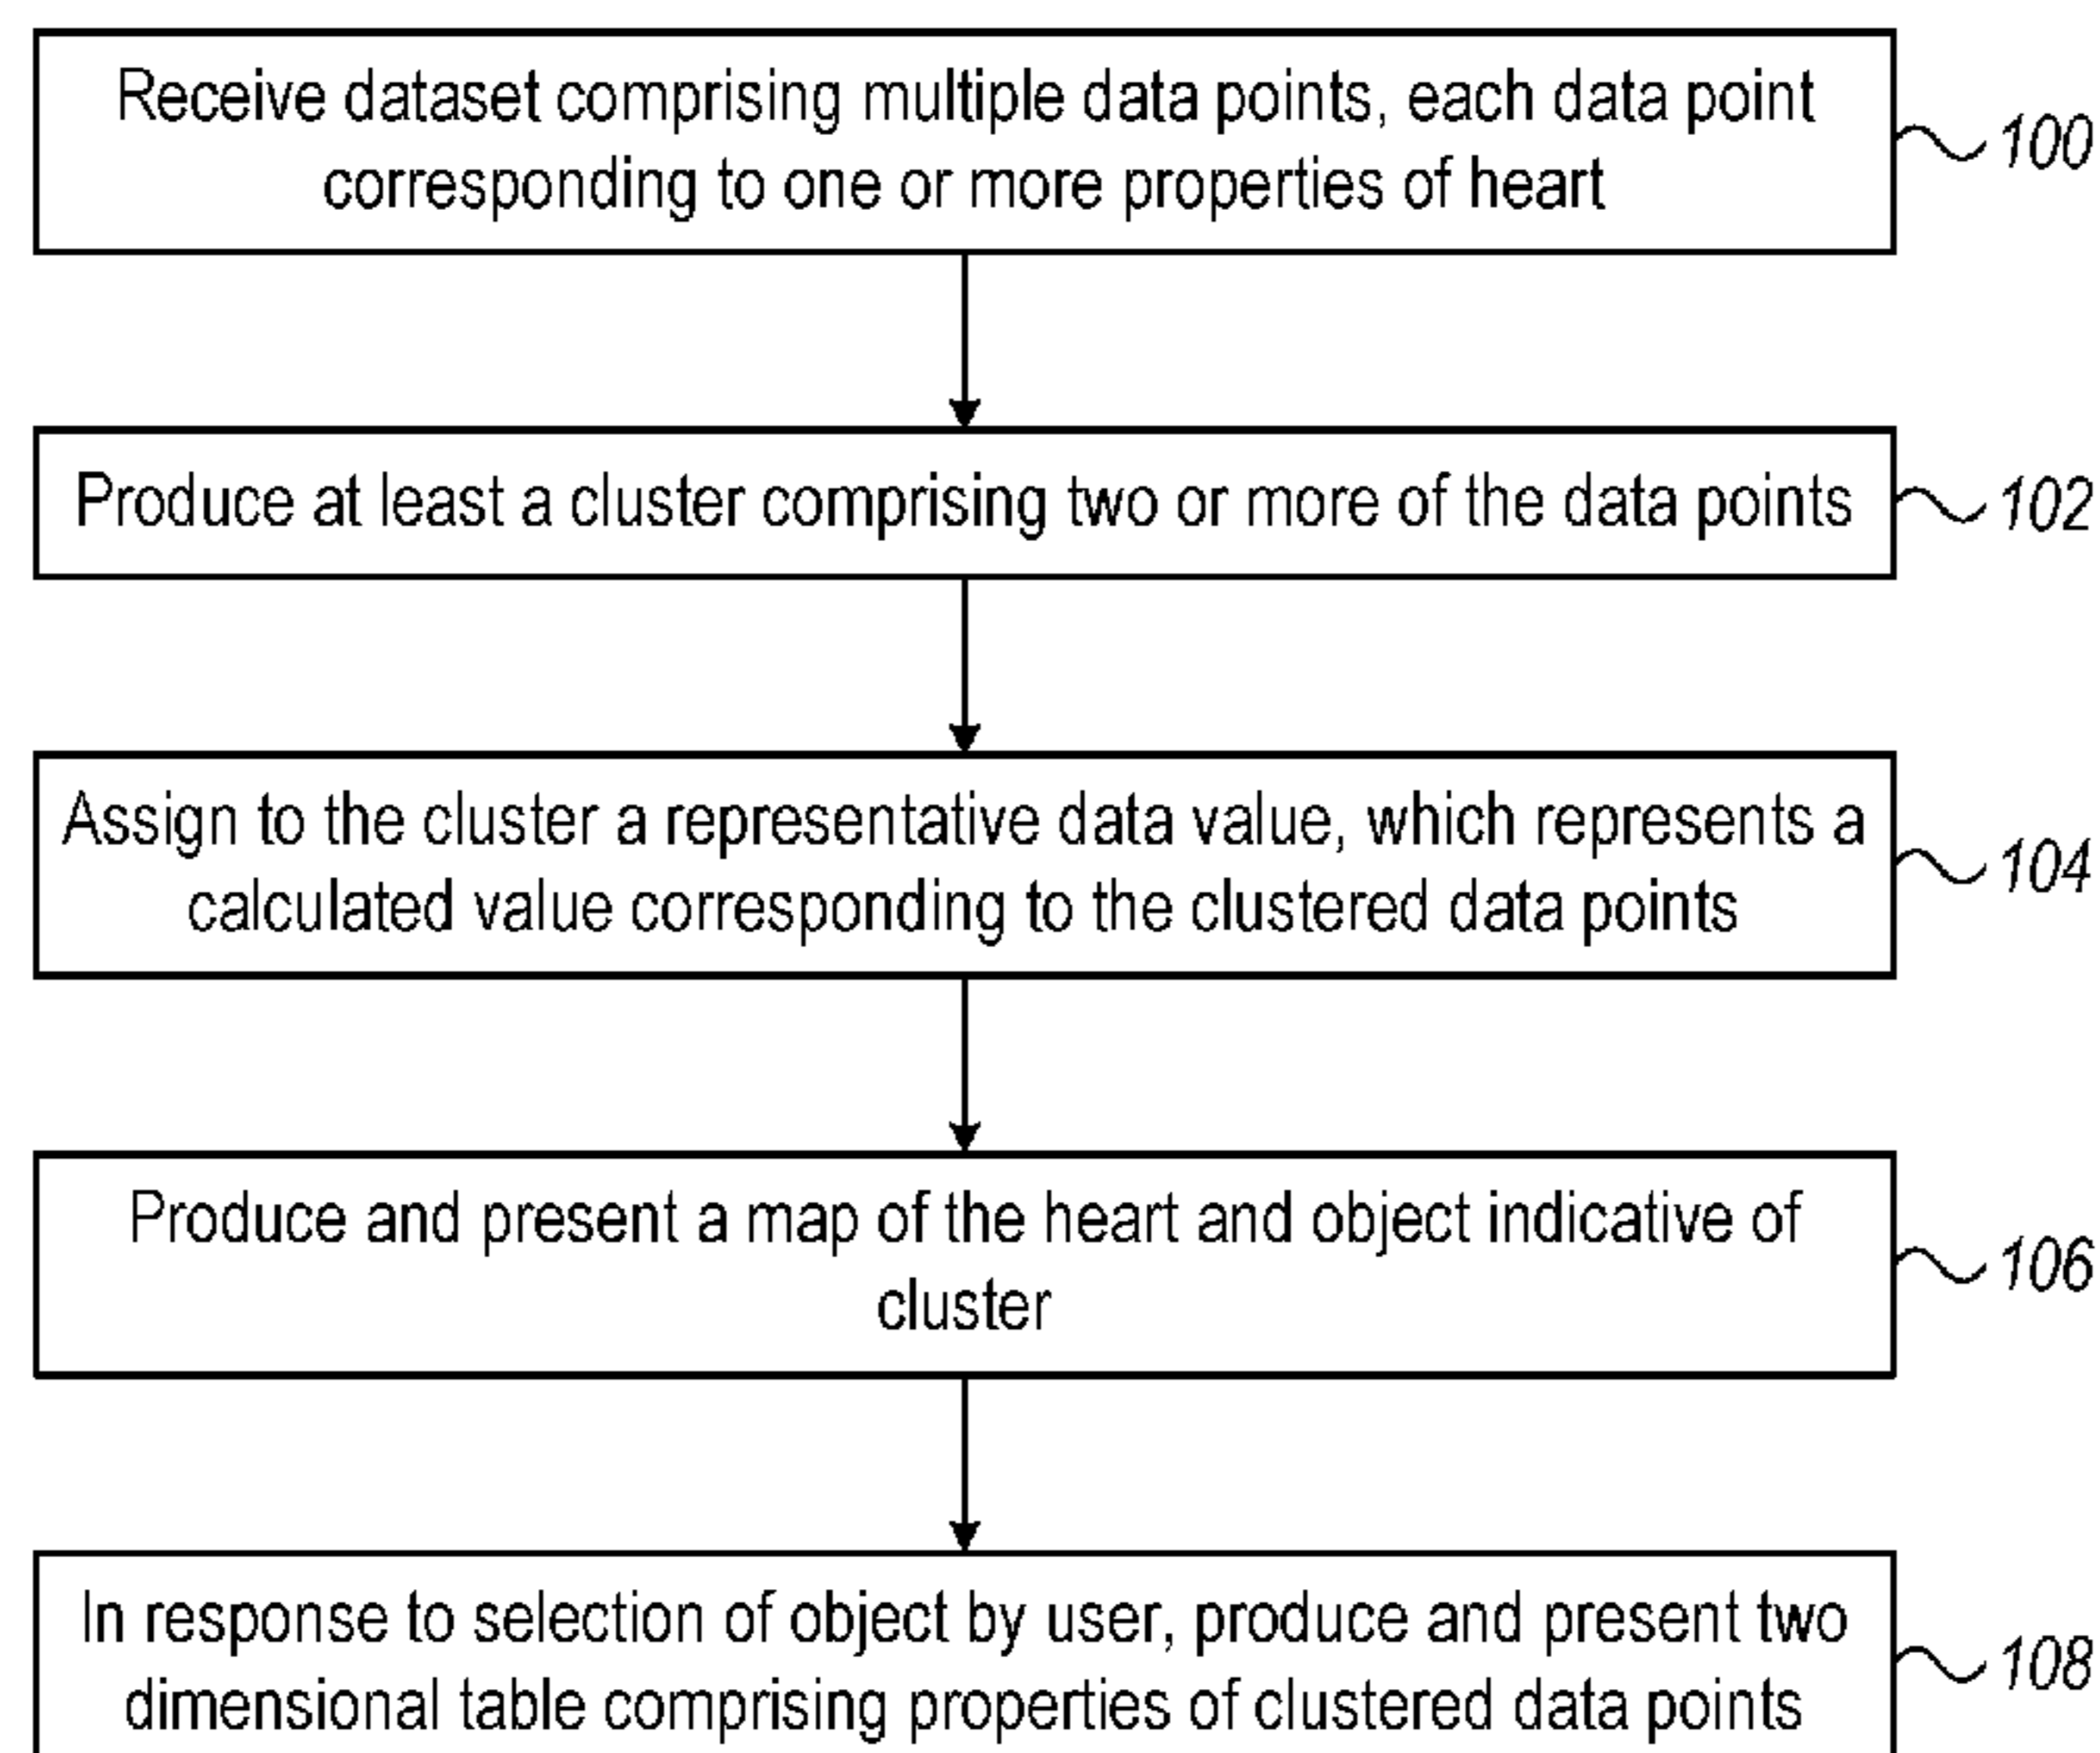 Receive dataset comprising multiple data points, each data point
corresponding to one or more properties of heart
100
Produce at least a cluster comprising two or more of the data points
102
Assign to the cluster a representative data value, which represents a
calculated value corresponding to the clustered data points
104
Produce and present a map of the heart and object indicative of
cluster
106
In response to selection of object by user, produce and present two
dimensional table comprising properties of clustered data points
108